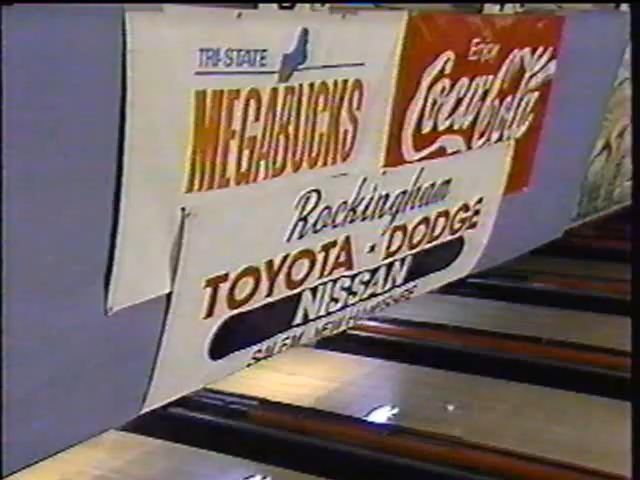 TRI-STATE
MEGABUCKS
Enjoy
Coca-Cola
Rockingham
TOYOTA • DODGE
NISSAN
SALEM, NEW HAMPSHIRE